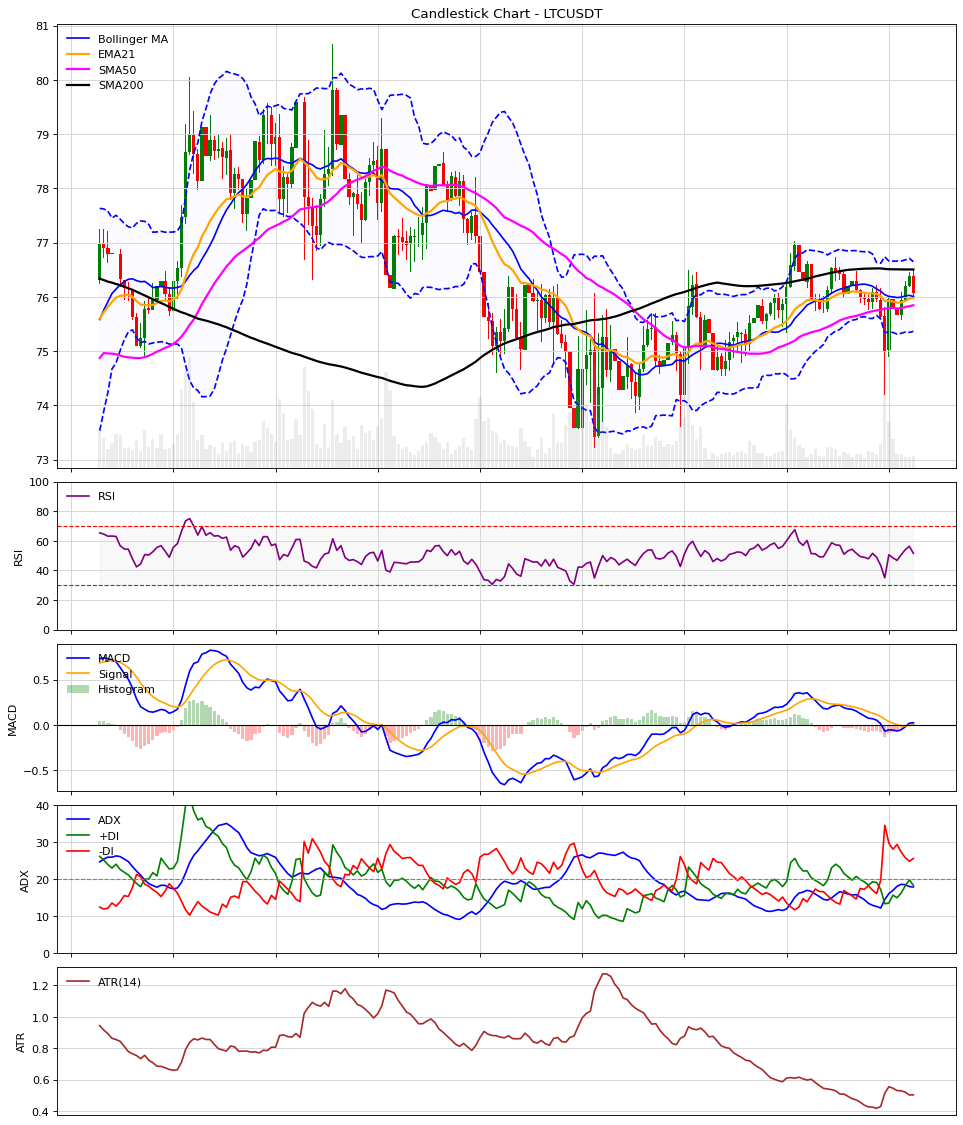 Candlestick Chart - LTCUSDT
81
80
79
78
77
76
75
74
73
Bollinger MA
EMA21
SMA50
SMA200
100
80
60
40
20
0
RSI
RSI
0.5
0.0
−0.5
MACD
MACD
Signal
Histogram
40
30
20
10
0
ADX
ADX
+DI
-DI
1.2
1.0
0.8
0.6
0.4
ATR
ATR(14)